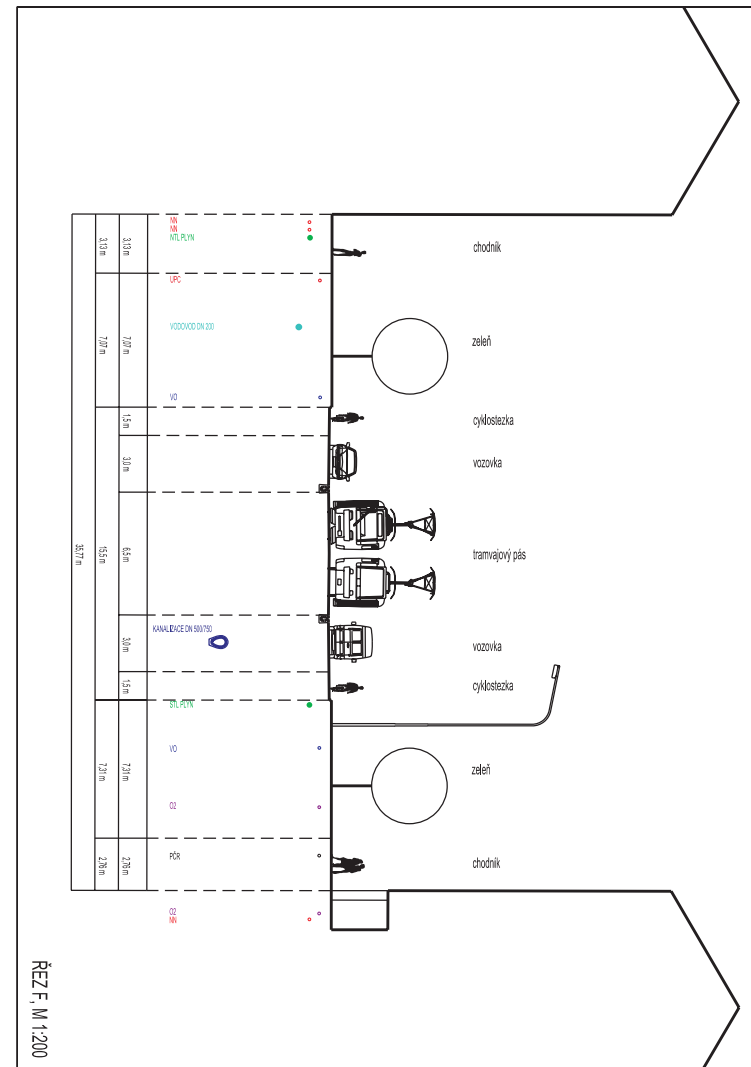 NN
NN
NTL PLYN
UPC
VODOVOD DN 200
VO
KANALIZACE DN 500/750
STL PLYN
VO
O2
PČR
O2
NN
chodník
zeleň
cyklostezka
vozovka
tramvajový pás
vozovka
cyklostezka
zeleň
chodník
3,13 m
7,07 m
1,5 m
3,0 m
6,5 m
3,0 m
1,5 m
7,31 m
2,76 m
3,13 m
7,07 m
15,5 m
7,31 m
2,76 m
35,77 m
ŘEZ F, M 1:200